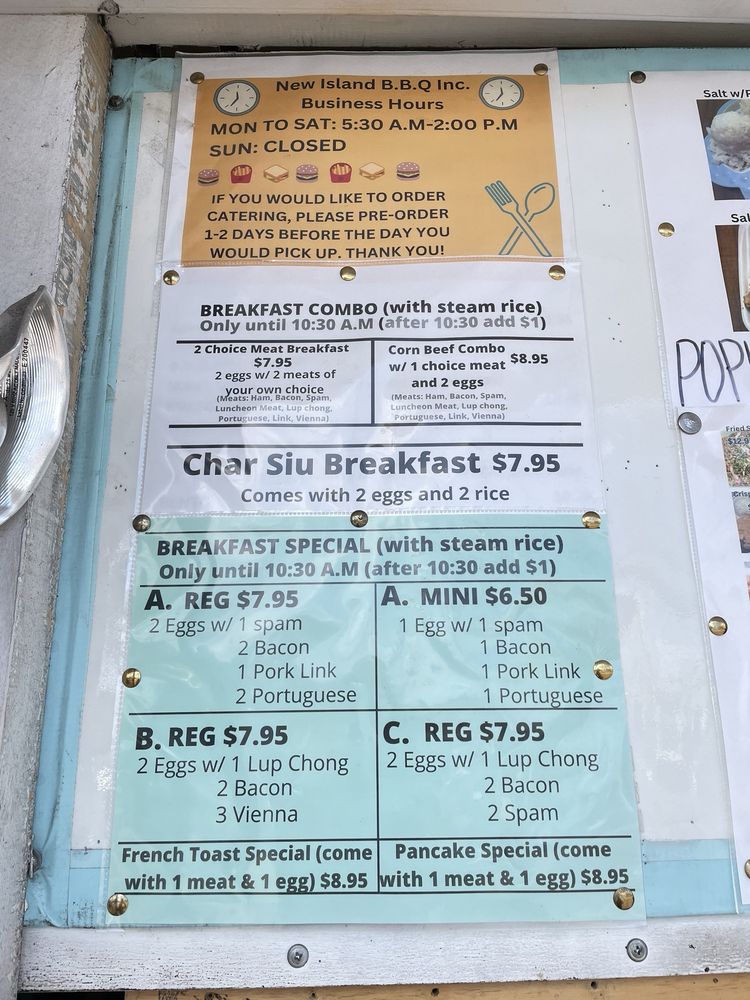 New Island B.B.Q Inc.
Business Hours
MON TO SAT: 5:30 A.M-2:00 P.M
SUN: CLOSED
IF YOU WOULD LIKE TO ORDER
CATERING, PLEASE PRE-ORDER
1-2 DAYS BEFORE THE DAY YOU
WOULD PICK UP. THANK YOU!
BREAKFAST COMBO (with steam rice)
Only until 10:30 A.M (after 10:30 add $1)
2 Choice Meat Breakfast
$7.95
2 eggs w/ 2 meats of
your own choice
(Meats: Ham, Bacon, Spam,
Luncheon Meat, Lup chong,
Portuguese, Link, Vienna)
Corn Beef Combo
w/ 1 choice meat $8.95
and 2 eggs
(Meats: Ham, Bacon, Spam,
Luncheon Meat, Lup chong,
Portuguese, Link, Vienna)
Char Siu Breakfast $7.95
Comes with 2 eggs and 2 rice
BREAKFAST SPECIAL (with steam rice)
Only until 10:30 A.M (after 10:30 add $1)
A. REG $7.95
2 Eggs w/ 1 spam
2 Bacon
1 Pork Link
2 Portuguese
A. MINI $6.50
1 Egg w/ 1 spam
1 Bacon
1 Pork Link
1 Portuguese
B. REG $7.95
2 Eggs w/ 1 Lup Chong
2 Bacon
3 Vienna
C. REG $7.95
2 Eggs w/ 1 Lup Chong
2 Bacon
2 Spam
French Toast Special (come
with 1 meat & 1 egg) $8.95
Pancake Special (come
with 1 meat & 1 egg) $8.95
Salt w/
POP
Fried
$12.9